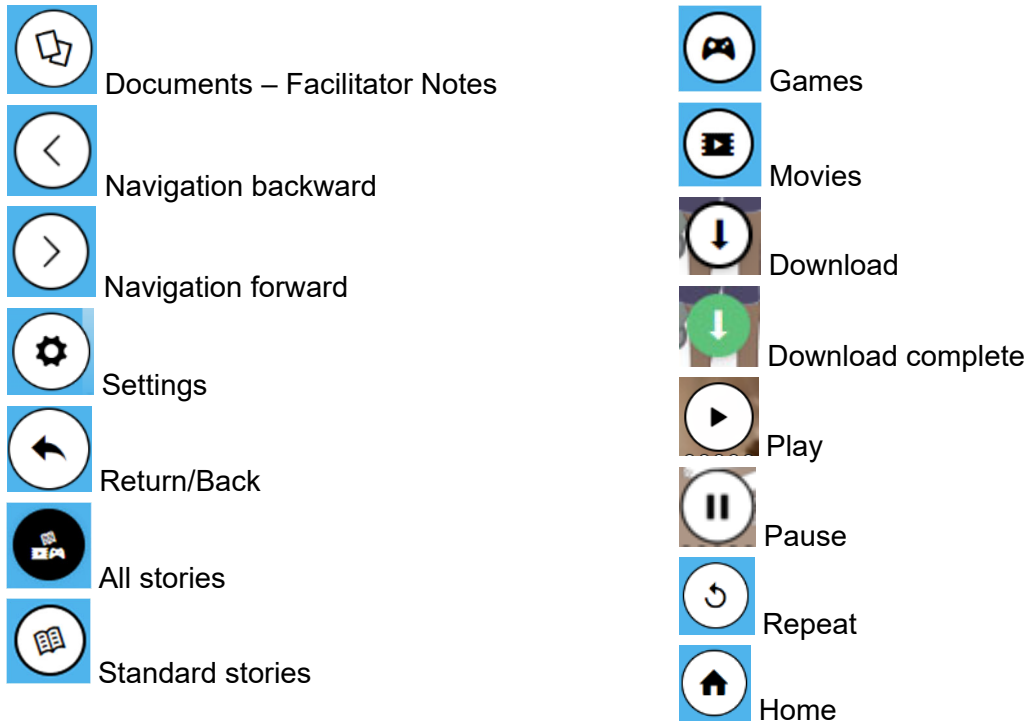 Documents – Facilitator Notes
Navigation backward
Navigation forward
Settings
Return/Back
All stories
Standard stories
Games
Movies
Download
Download complete
Play
Pause
Repeat
Home